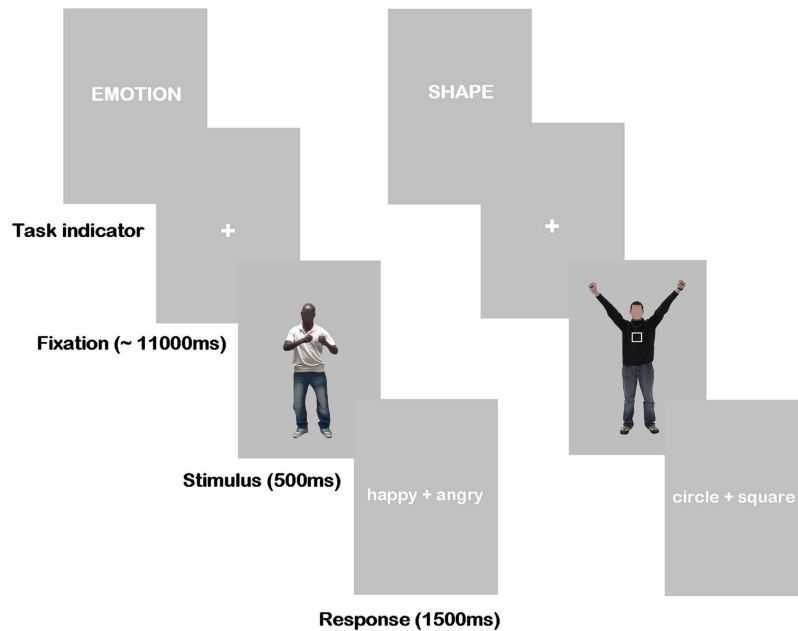 EMOTION
SHAPE
Task indicator
+
+
Fixation (~ 11000ms)
Stimulus (500ms)
happy + angry
circle + square
Response (1500ms)